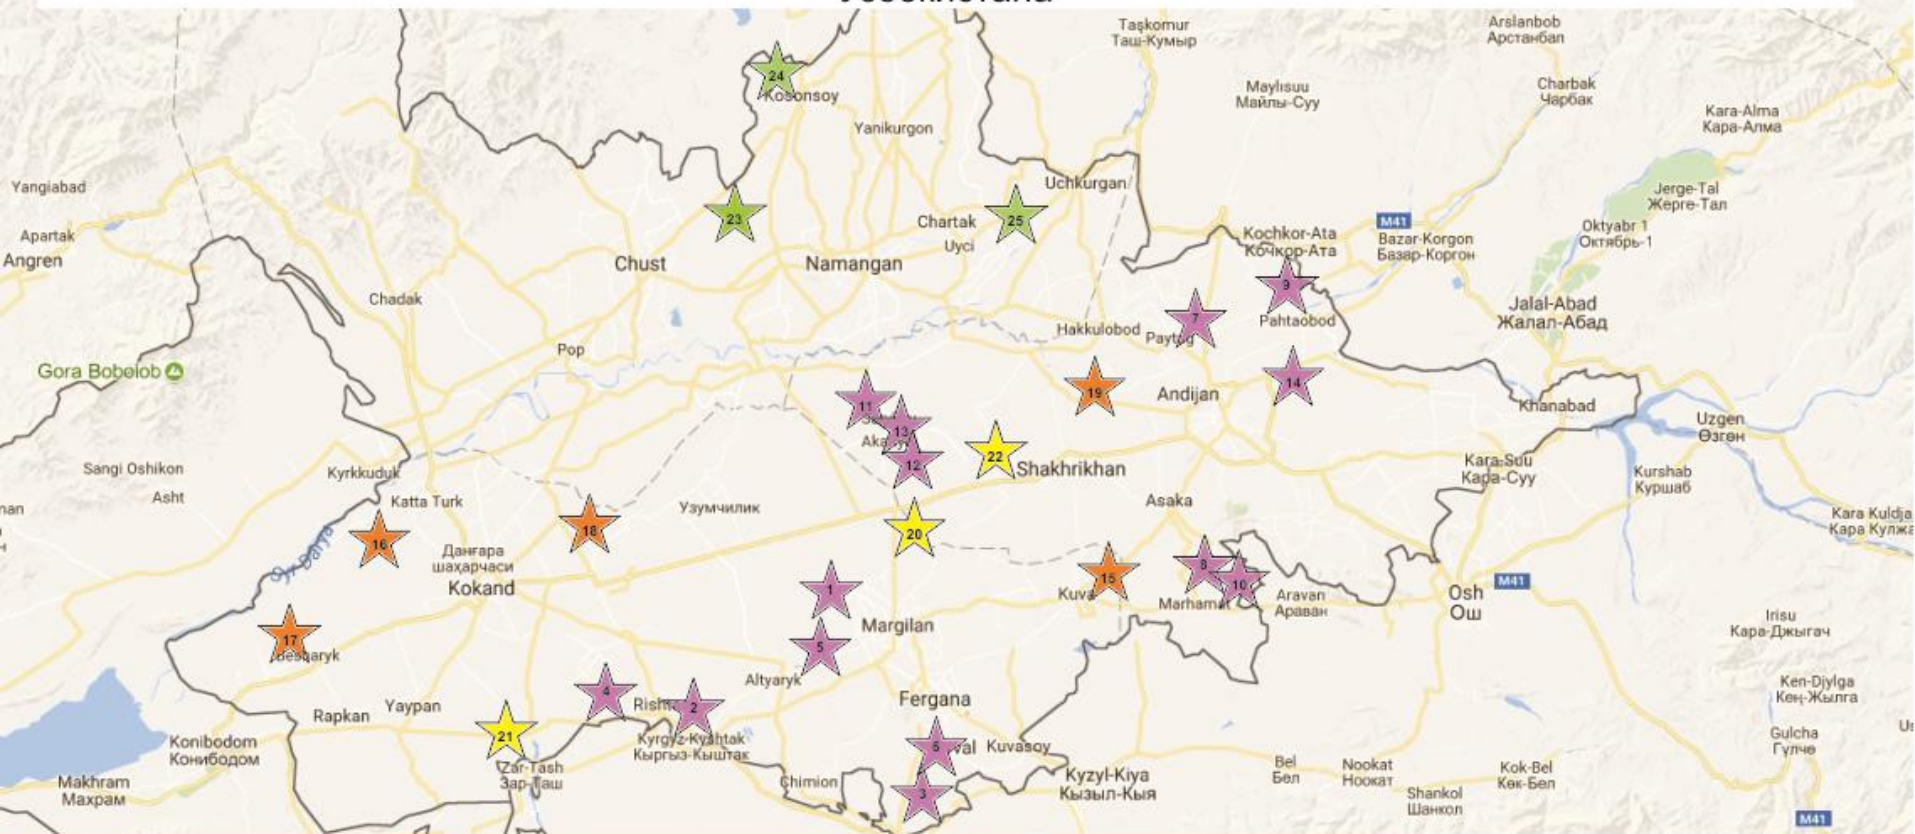 Taşkomur
Таш-Кумыр
Arslanbob
Арстанбап
24
Kosonsoy
Maylısuu
Майлы-Суу
Charbak
Чарбак
Kara-Alma
Кара-Алма
Yanikurgon
Yangiabad
Uchkurgan
Jerge-Tal
Жерге-Тал
23
Chartak
25
M41
Apartak
Uyci
Kochkor-Ata
Кочкор-Ата
Bazar-Korgon
Базар-Коргон
Oktyabr 1
Октябрь-1
Angren
Chust
Namangan
9
Chadak
Jalal-Abad
Жалал-Абад
7
Pahtaobod
Hakkulobod
Pop
Gora Bobolob
19
Andijan
14
11
Khanabad
13
Uzgen
Өзгөн
12
22
Shakhrikhan
Sangi Oshikon
Kyrkkuduk
Kara-Suu
Кара-Суу
Kurshab
Куршаб
Asht
Katta Turk
Узумчилик
Asaka
Kara Kuldja
Кара Кулжа
16
18
20
Syr Darya
Данғара
шаҳарчаси
Kokand
15
8
10
M41
1
Kuva
Marhamat
Aravan
Араван
Osh
Ош
17
Besharyk
Margilan
5
Irisu
Кара-Джыгач
Altyaryk
4
2
Fergana
Ken-Djylga
Кең-Жылга
Rapkan
Yaypan
21
Kyrgyz-Kyshtak
Кыргыз-Кыштак
6
Kuvasoy
Gulcha
Гүлчө
Konibodom
Конибодом
Zar-Tash
Зар-Таш
Chimion
3
Kyzyl-Kiya
Кызыл-Кыя
Bel
Бел
Nookat
Ноокат
Kok-Bel
Көк-Бел
Makhram
Махрам
Shankol
Шанкол
M41